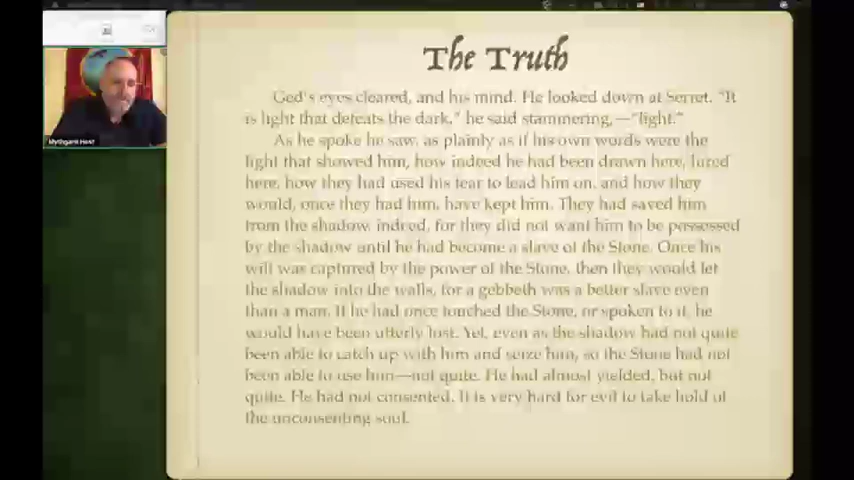 The Truth
Mythgard Host
Ged's eyes cleared, and his mind. He looked down at Serret. "It
is light that defeats the dark," he said stammering,—"light."
As he spoke he saw, as plainly as if his own words were the
light that showed him, how indeed he had been drawn here, lured
here, how they had used his fear to lead him on, and how they
would, once they had him, have kept him. They had saved him
from the shadow, indeed, for they did not want him to be possessed
by the shadow until he had become a slave of the Stone. Once his
will was captured by the power of the Stone, then they would let
the shadow into the walls, for a gebbeth was a better slave even
than a man. If he had once touched the Stone, or spoken to it, he
would have been utterly lost. Yet, even as the shadow had not quite
been able to catch up with him and seize him, so the Stone had not
been able to use him—not quite. He had almost yielded, but not
quite. He had not consented. It is very hard for evil to take hold of
the unconsenting soul.